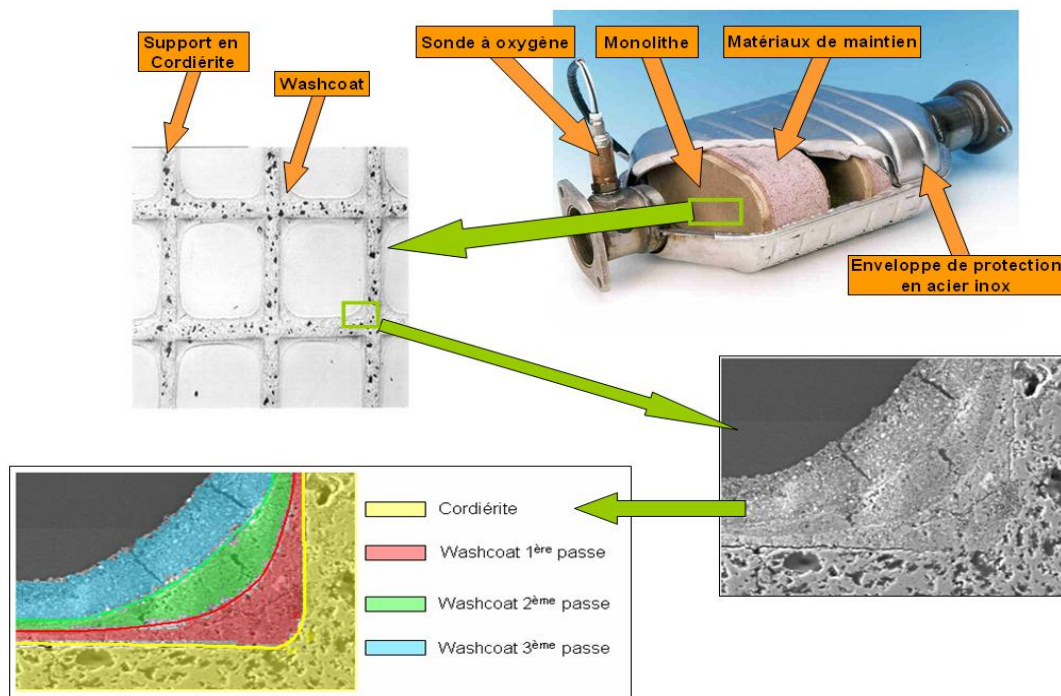 Support en
Cordiérite
Washcoat
Sonde à oxygène
Monolithe
Matériaux de maintien
Enveloppe de protection
en acier inox
Cordiérite
Washcoat 1ère passe
Washcoat 2ème passe
Washcoat 3ème passe